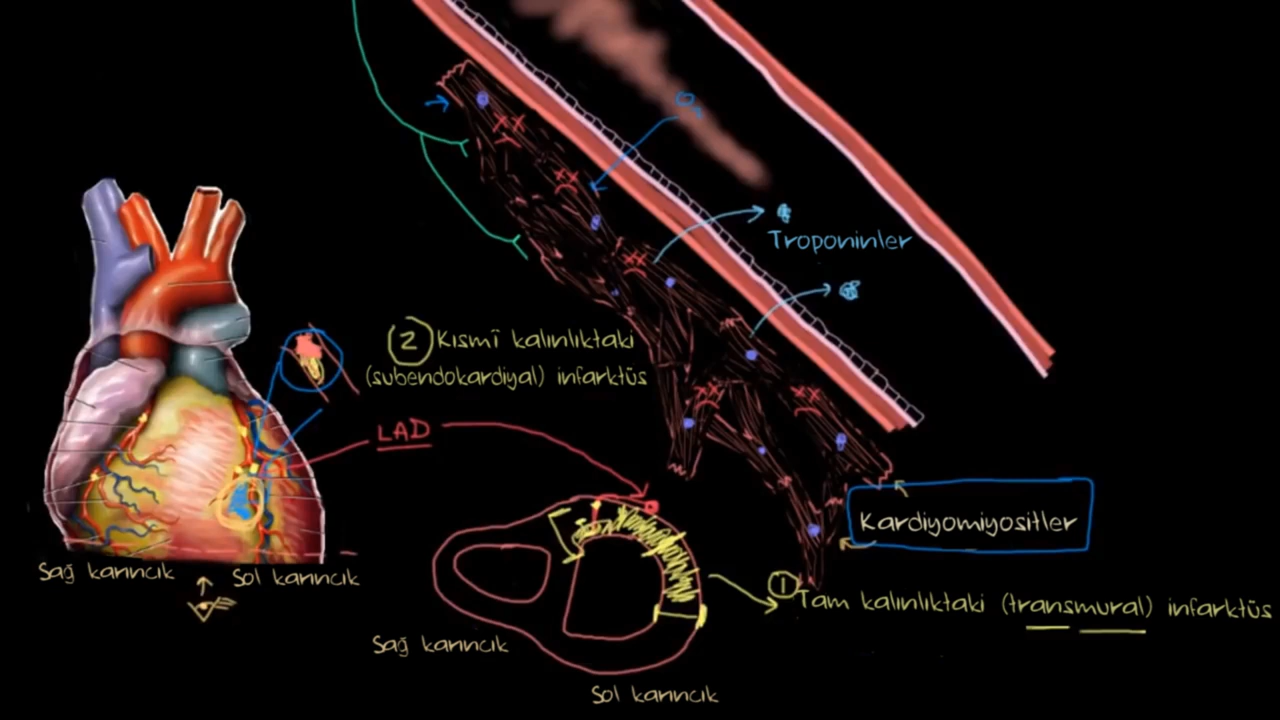 O₂
Troponinler
2 Kısmî kalınlıktaki
(subendokardiyal) infarktüs
LAD
Kardiyomiyositler
Sağ karıncık
Sol karıncık
1 Tam kalınlıktaki (transmural) infarktüs
Sağ karıncık
Sol karıncık